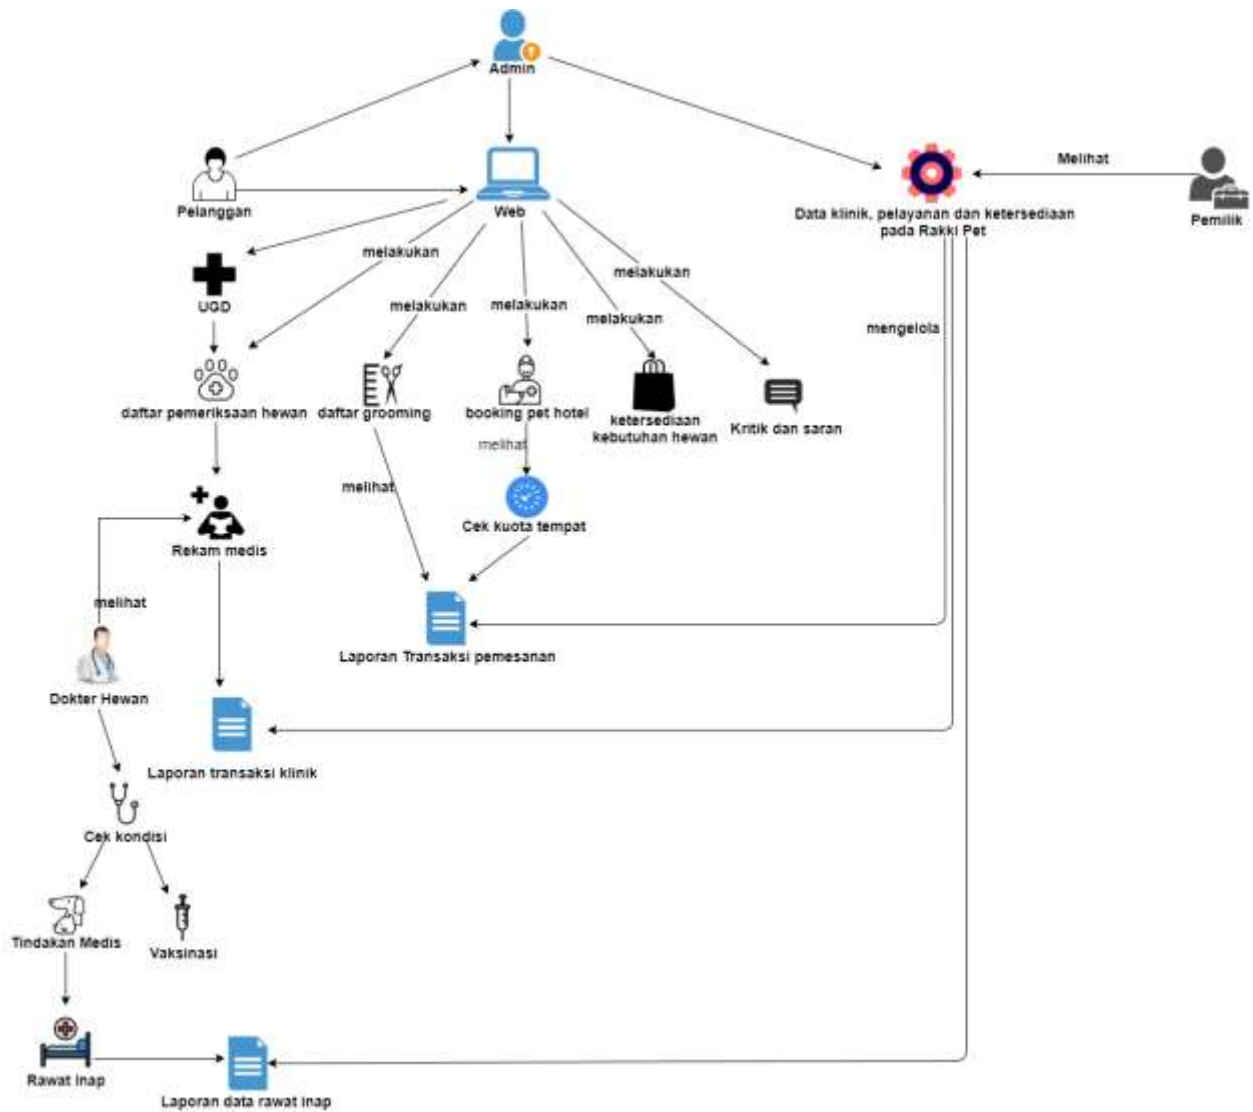 Admin
Melihat
Pelanggan
Web
Data klinik, pelayanan dan ketersediaan
pada Rakki Pet
Pemilik
melakukan
melakukan
UGD
melakukan
melakukan
melakukan
mengelola
daftar pemeriksaan hewan
daftar grooming
booking pet hotel
ketersediaan
kebutuhan hewan
Kritik dan saran
melihat
melihat
Cek kuota tempat
Rekam medis
melihat
Laporan Transaksi pemesanan
Dokter Hewan
Laporan transaksi klinik
Cek kondisi
Tindakan Medis
Vaksinasi
Rawat Inap
Laporan data rawat inap